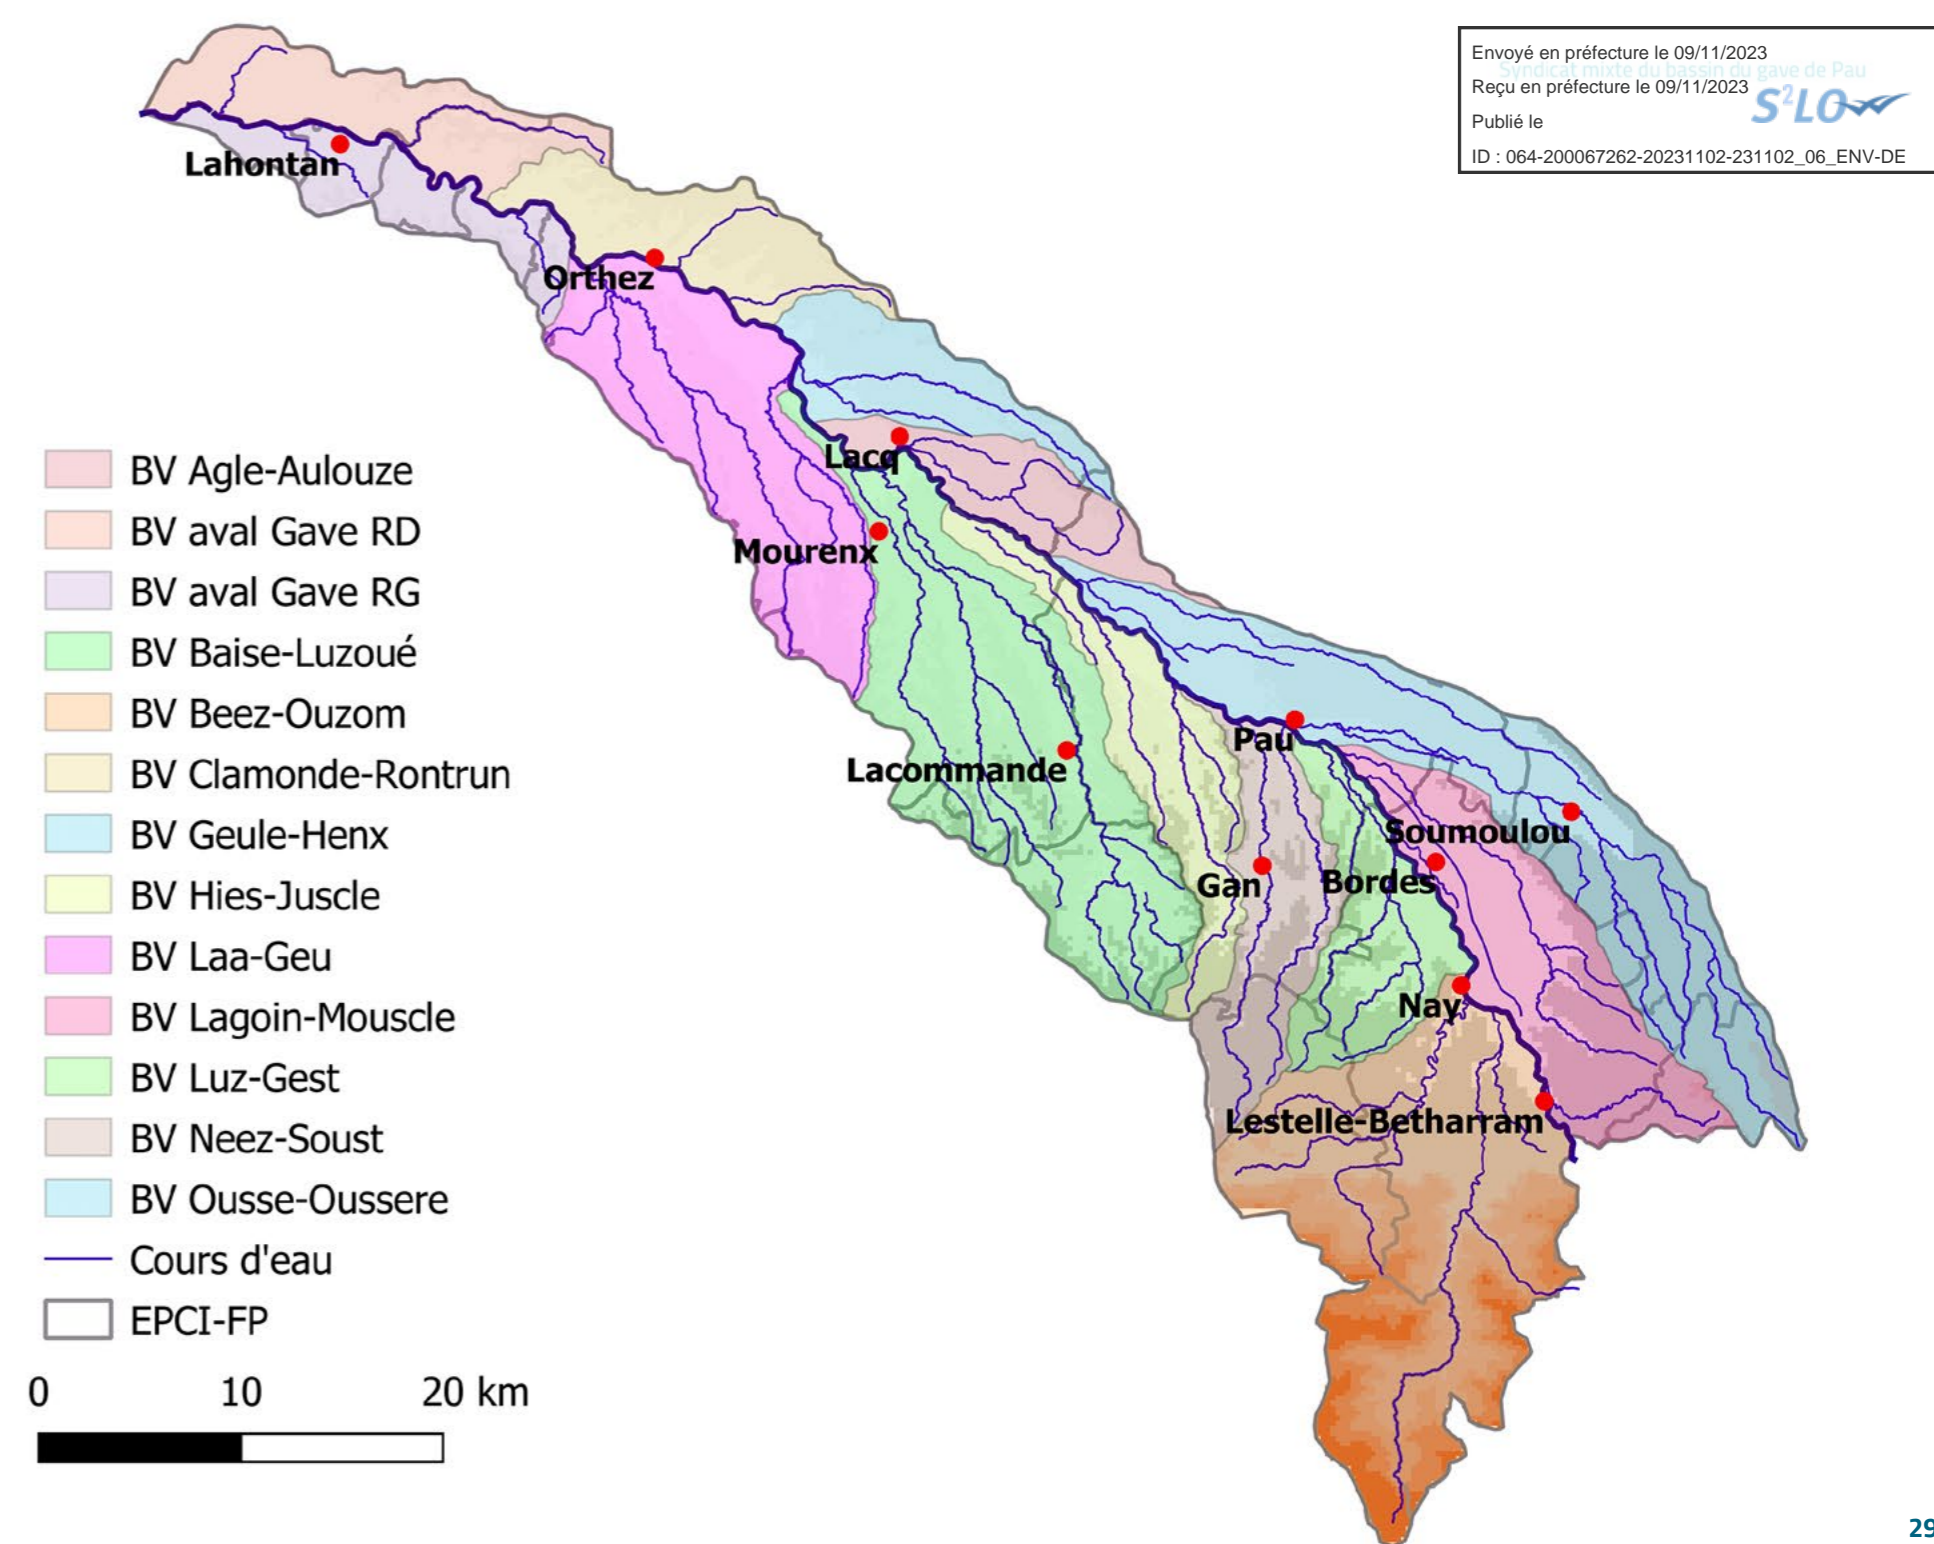 Envoyé en préfecture le 09/11/2023
Syndicat mixte du bassin du gave de Pau
Reçu en préfecture le 09/11/2023
S²LO
Publié le
ID : 064-200067262-20231102-231102_06_ENV-DE
Lahontan
Orthez
Lacq
Mourenx
Pau
Lacommande
Soumoulou
Gan
Bordes
Nay
Lestelle-Betharram
BV Agle-Aulouze
BV aval Gave RD
BV aval Gave RG
BV Baise-Luzoué
BV Beez-Ouzom
BV Clamonde-Rontrun
BV Geule-Henx
BV Hies-Juscle
BV Laa-Geu
BV Lagoin-Mouscle
BV Luz-Gest
BV Neez-Soust
BV Ousse-Oussere
Cours d'eau
EPCI-FP
0 10 20 km
29